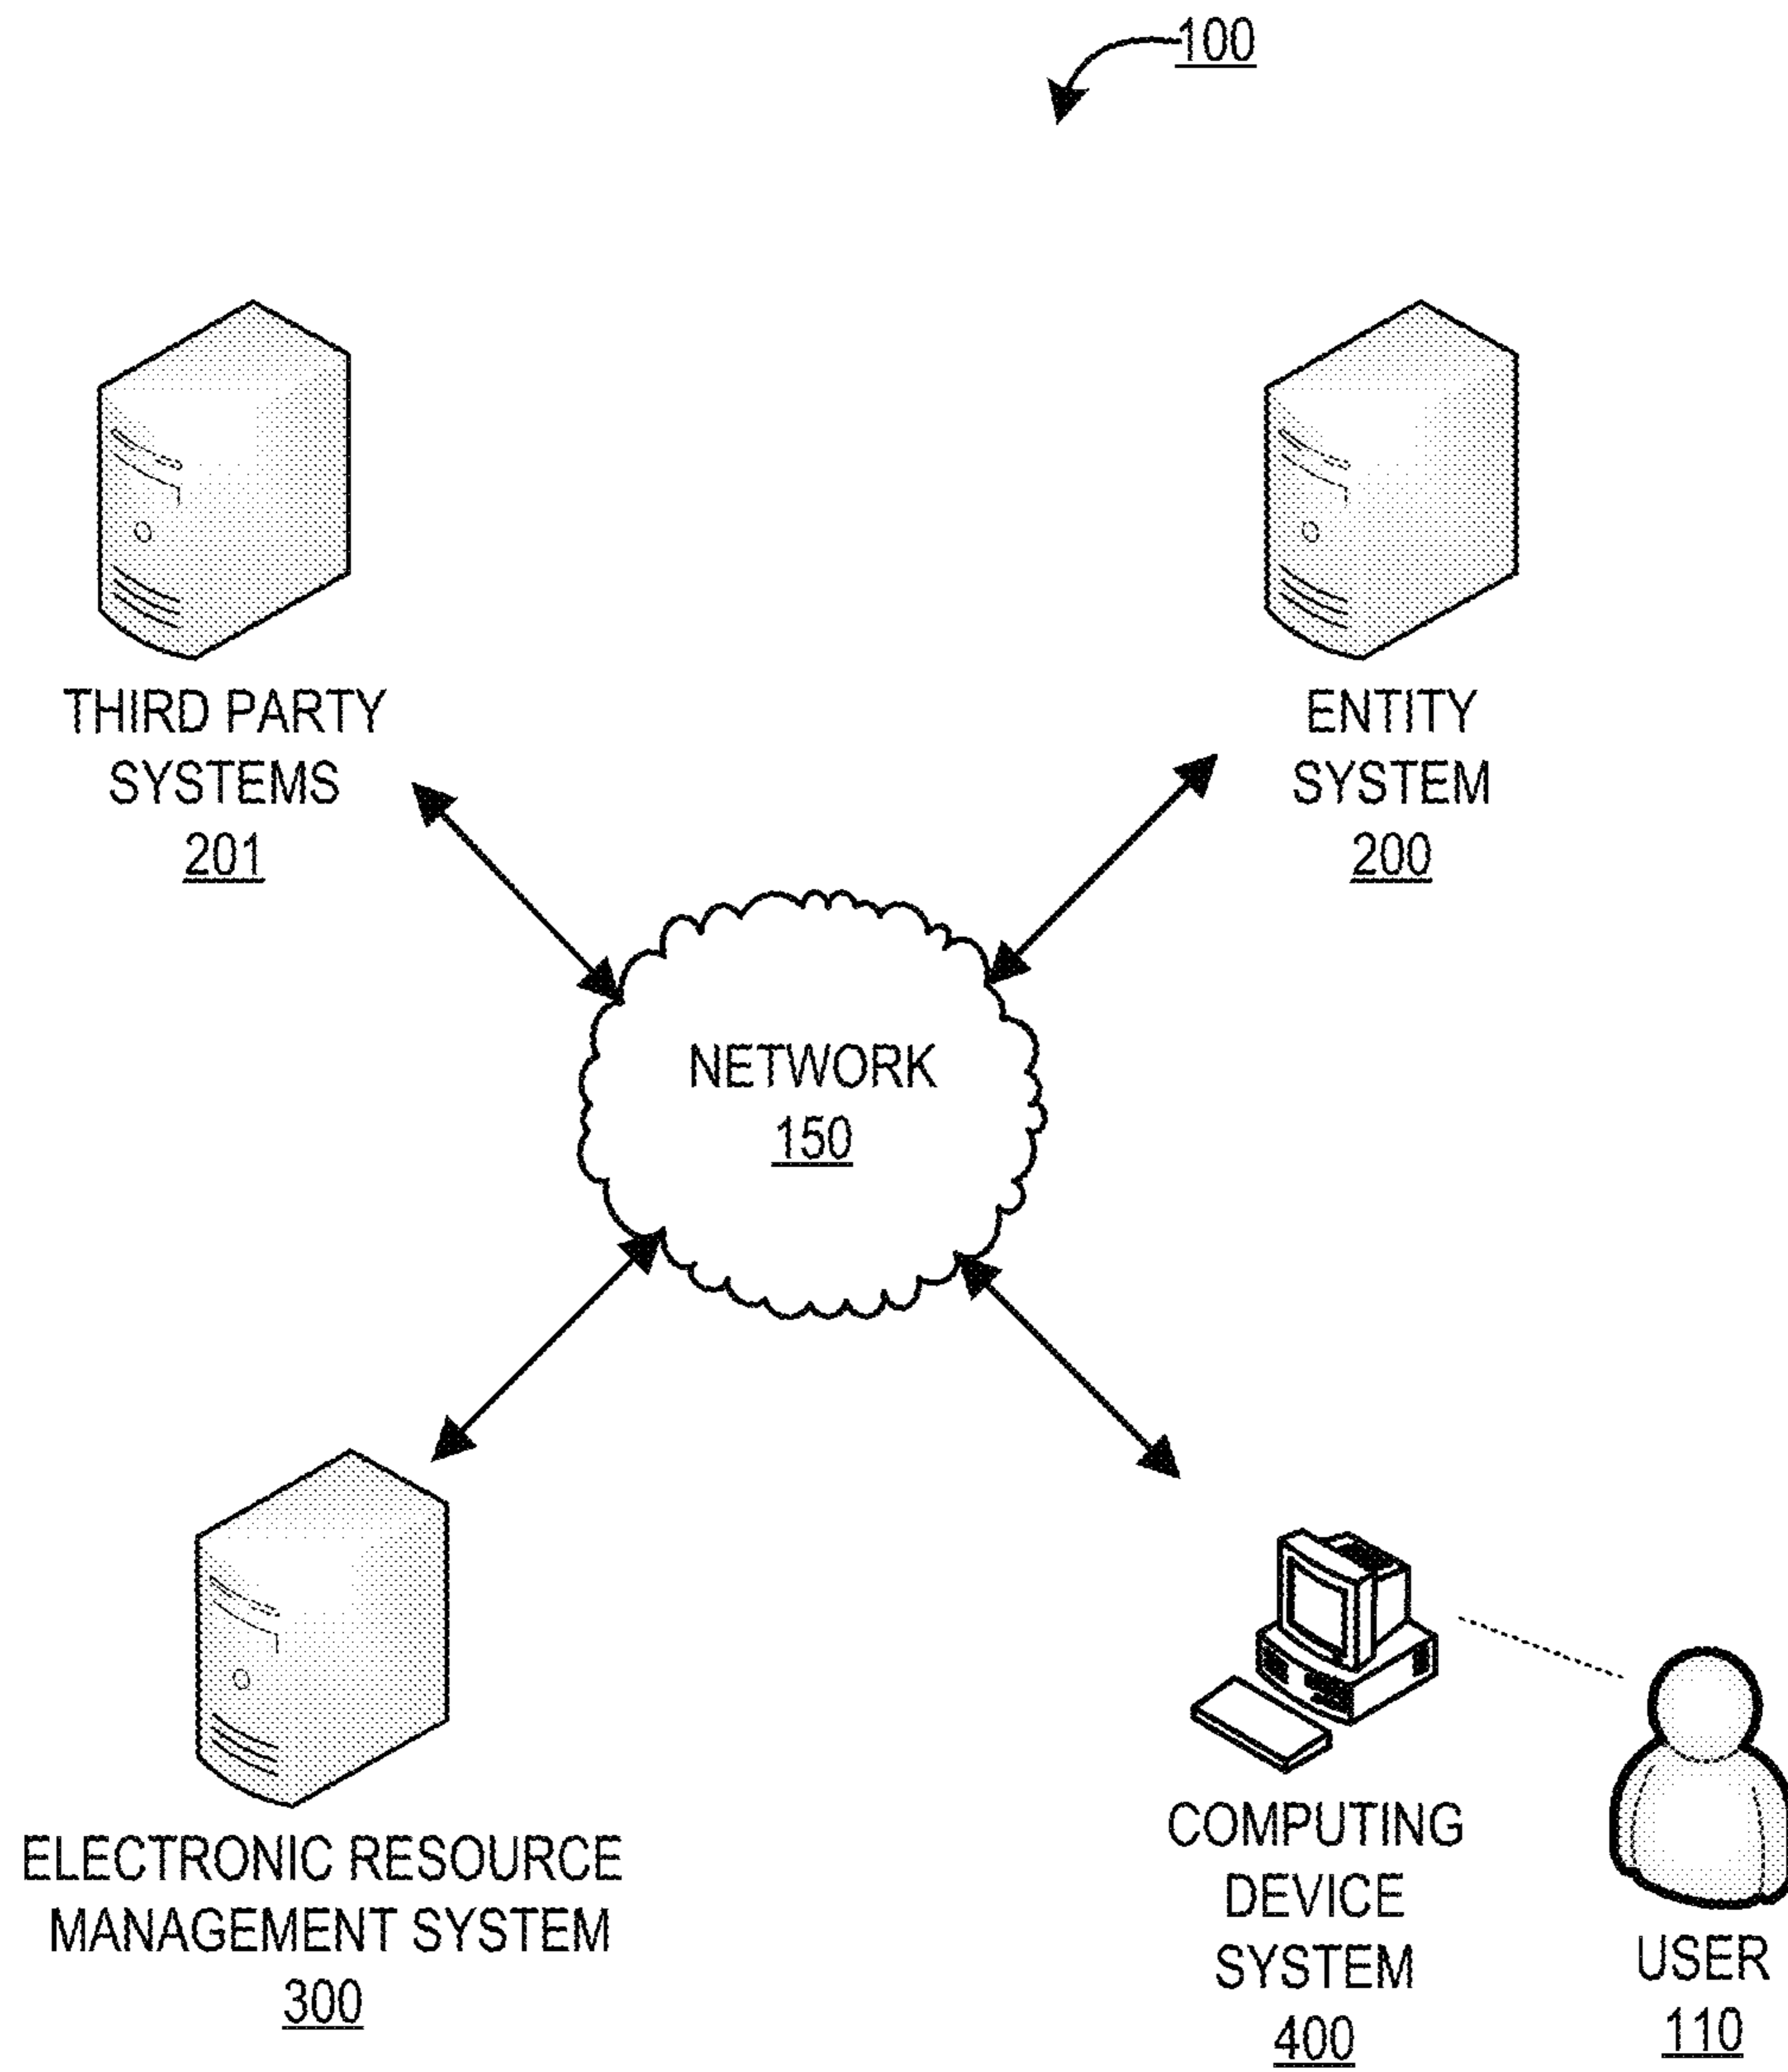 100
THIRD PARTY
SYSTEMS
201
ENTITY
SYSTEM
200
NETWORK
150
ELECTRONIC RESOURCE
MANAGEMENT SYSTEM
300
COMPUTING
DEVICE
SYSTEM
400
USER
110